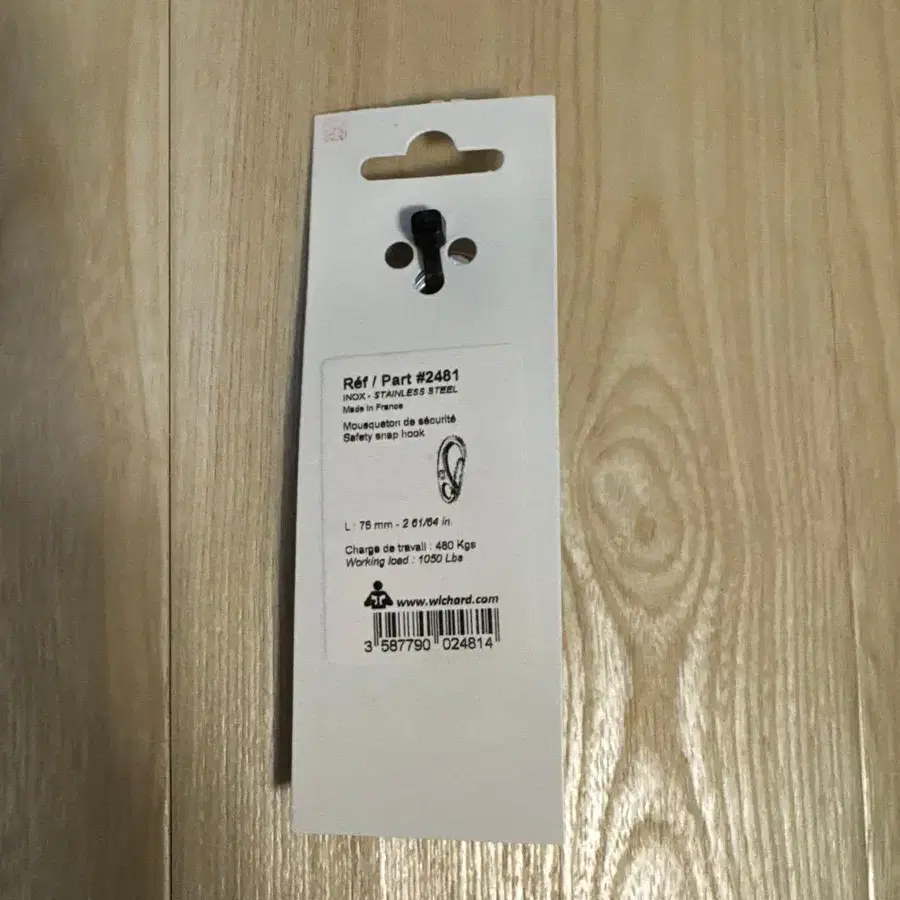 Réf / Part #2481
INOX - STAINLESS STEEL
Made in France
Mousqueton de sécurité
Safety snap hook
L : 75 mm - 2 61/64 in.
Charge de travail : 480 Kgs
Working load : 1050 Lbs
www.wichard.com
3 587790 024814